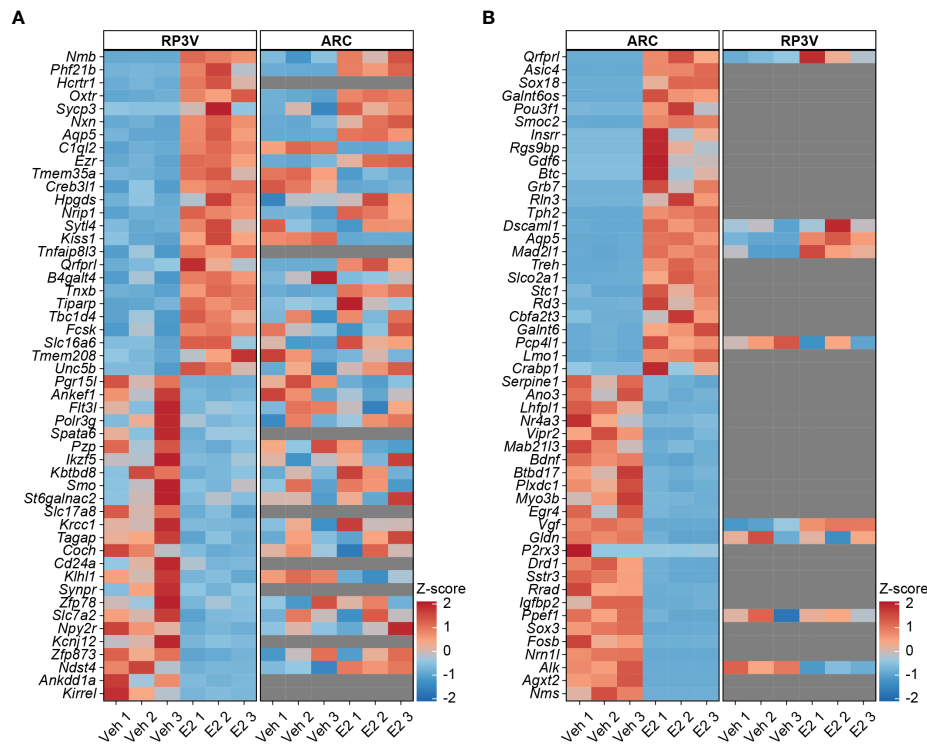 A
RP3V ARC
Nmb
Phf21b
Hcrtr1
Oxtr
Sycp3
Nxn
Aqp5
C1ql2
Ezr
Tmem35a
Creb3l1
Hpgds
Nrip1
Sytl4
Kiss1
Tnfaip8l3
Qrfprl
B4galt4
Tnxb
Tiparp
Tbc1d4
Fcsk
Slc16a6
Tmem208
Unc5b
Pgr15l
Ankef1
Flt3l
Polr3g
Spata6
Pzp
Ikzf5
Kbtbd8
Smo
St6galnac2
Slc17a8
Krcc1
Tagap
Coch
Cd24a
Klhl1
Synpr
Zfp78
Slc7a2
Npy2r
Kcnj12
Zfp873
Ndst4
Ankdd1a
Kirrel
Veh 1 Veh 2 Veh 3 E2 1 E2 2 E2 3 Veh 1 Veh 2 Veh 3 E2 1 E2 2 E2 3
Z-score
2
1
0
-1
-2
B
ARC RP3V
Qrfprl
Asic4
Sox18
Galnt6os
Pou3f1
Smoc2
Insrr
Rgs9bp
Gdf6
Btc
Grb7
Rln3
Tph2
Dscaml1
Aqp5
Mad2l1
Treh
Slco2a1
Stc1
Rd3
Cbfa2t3
Galnt6
Pcp4l1
Lmo1
Crabp1
Serpine1
Ano3
Lhfpl1
Nr4a3
Vipr2
Mab21l3
Bdnf
Btbd17
Plxdc1
Myo3b
Egr4
Vgf
Gldn
P2rx3
Drd1
Sstr3
Rrad
Igfbp2
Ppef1
Sox3
Fosb
Nrn1l
Alk
Agxt2
Nms
Veh 1 Veh 2 Veh 3 E2 1 E2 2 E2 3 Veh 1 Veh 2 Veh 3 E2 1 E2 2 E2 3
Z-score
2
1
0
-1
-2